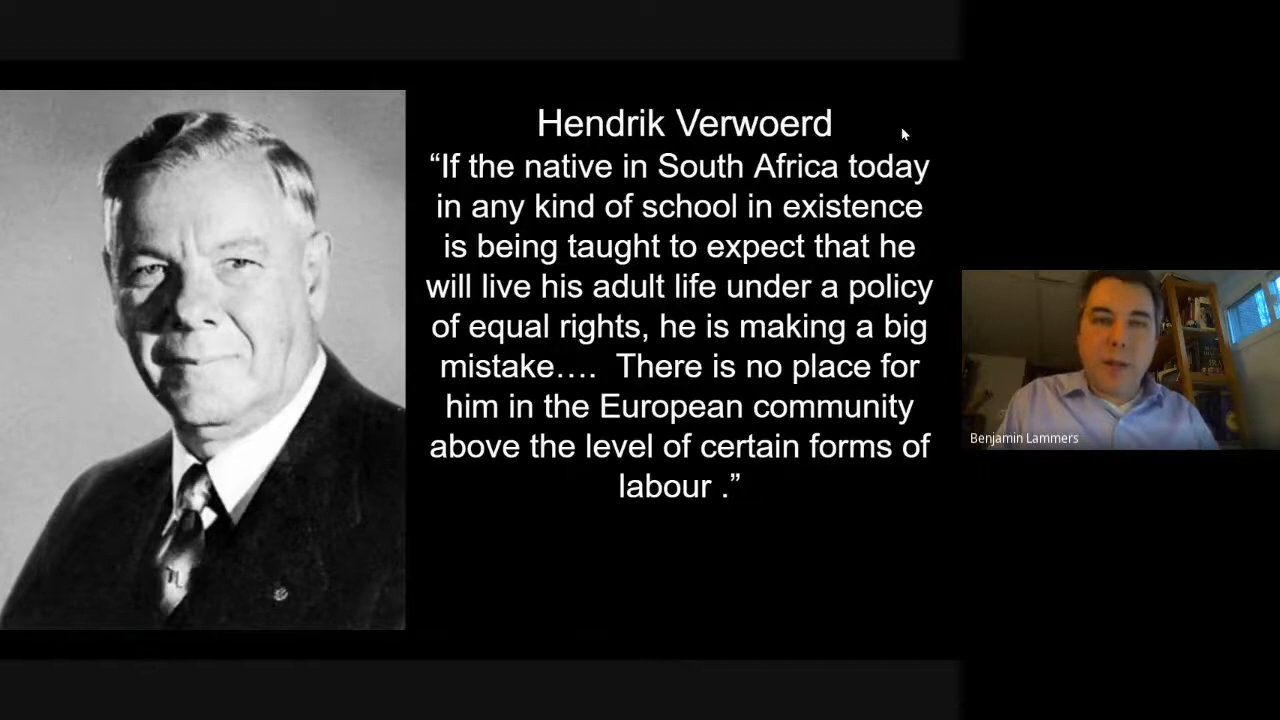 Hendrik Verwoerd
“If the native in South Africa today
in any kind of school in existence
is being taught to expect that he
will live his adult life under a policy
of equal rights, he is making a big
mistake….  There is no place for
him in the European community
above the level of certain forms of
labour .”
Benjamin Lammers